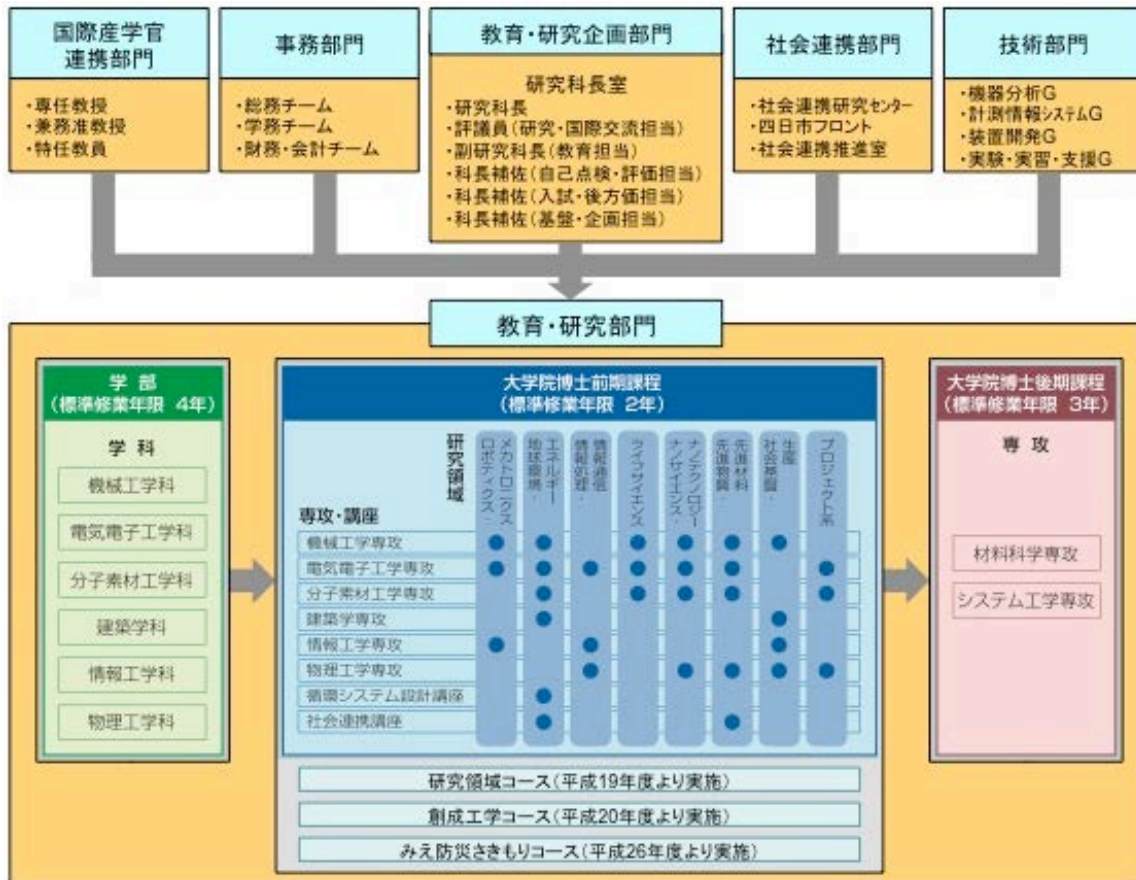 国際産学官
連携部門
・専任教授
・兼務准教授
・特任教員
事務部門
・総務チーム
・学務チーム
・財務・会計チーム
教育・研究企画部門
研究科長室
・研究科長
・評議員(研究・国際交流担当)
・副研究科長(教育担当)
・科長補佐(自己点検・評価担当)
・科長補佐(入試・後方価担当)
・科長補佐(基盤・企画担当)
社会連携部門
・社会連携研究センター
・四日市フロント
・社会連携推進室
技術部門
・機器分析G
・計測情報システムG
・装置開発G
・実験・実習・支援G
教育・研究部門
学 部
(標準修業年限 4年)
学 科
機械工学科
電気電子工学科
分子素材工学科
建築学科
情報工学科
物理工学科
大学院博士前期課程
(標準修業年限 2年)
研究領域
ロボティクス・
メカトロニクス
地球環境・
エネルギー
情報処理・
情報通信
ライフサイエンス
ナノサイエンス・
ナノテクノロジー
先進物質・
先進材料
社会基盤・
生産
プロジェクト系
専攻・講座
機械工学専攻
電気電子工学専攻
分子素材工学専攻
建築学専攻
情報工学専攻
物理工学専攻
循環システム設計講座
社会連携講座
研究領域コース(平成19年度より実施)
創成工学コース(平成20年度より実施)
みえ防災さきもりコース(平成26年度より実施)
大学院博士後期課程
(標準修業年限 3年)
専 攻
材料科学専攻
システム工学専攻